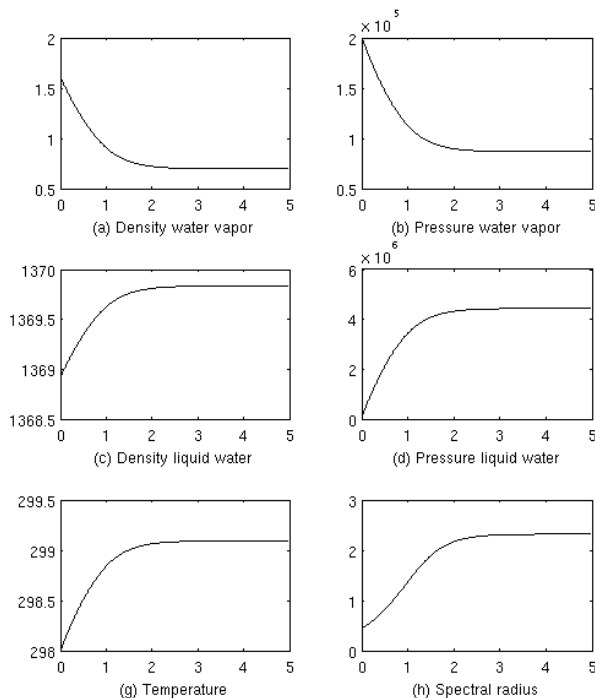 × 10⁵
2 2
1.5 1.5
1 1
0.5 0.5
0 1 2 3 4 5 0 1 2 3 4 5
(a) Density water vapor (b) Pressure water vapor
× 10⁶
1370 6
1369.5 4
1369 2
1368.5 0
0 1 2 3 4 5 0 1 2 3 4 5
(c) Density liquid water (d) Pressure liquid water
299.5 3
299 2
298.5 1
298 0
0 1 2 3 4 5 0 1 2 3 4 5
(g) Temperature (h) Spectral radius